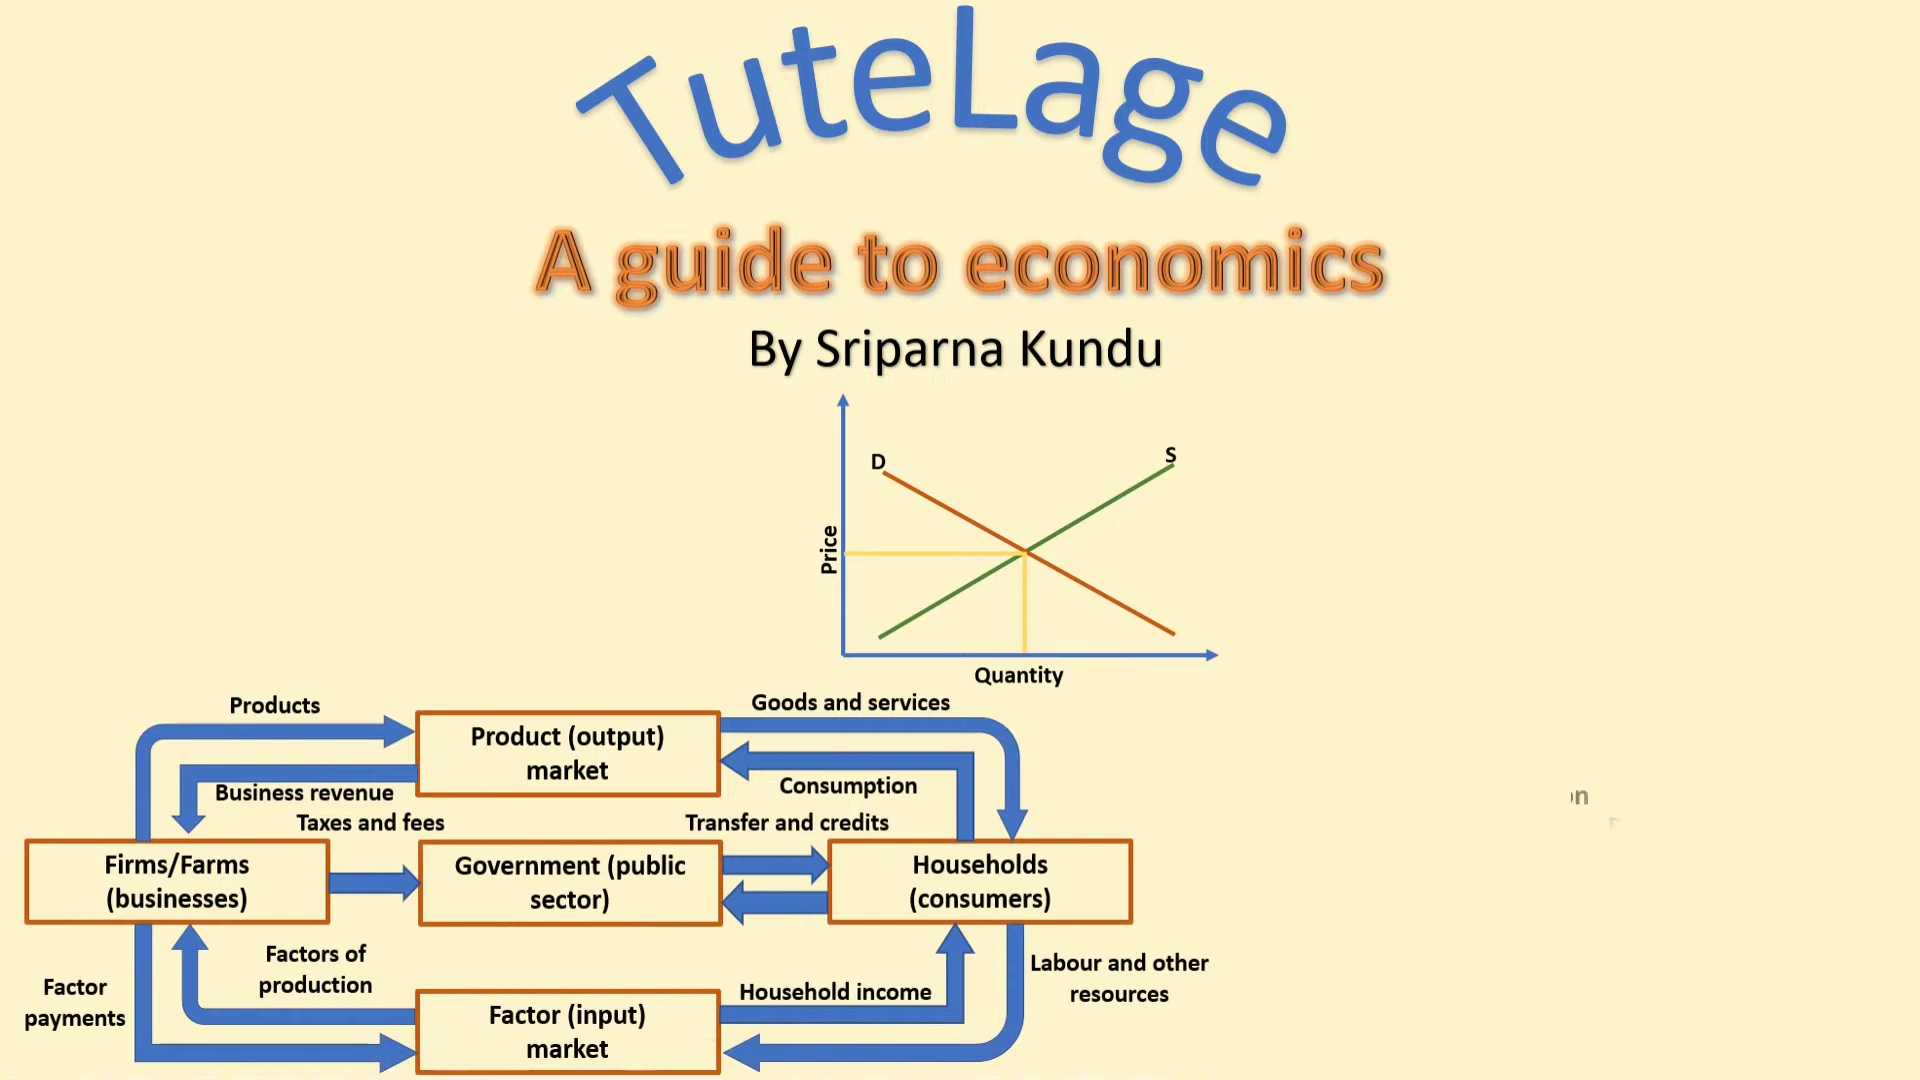 TuteLage
A guide to economics
By Sriparna Kundu
D
S
Price
Quantity
Products
Goods and services
Product (output)
market
Business revenue
Consumption
Taxes and fees
Transfer and credits
Firms/Farms
(businesses)
Government (public
sector)
Households
(consumers)
Factors of
production
Factor
payments
Labour and other
resources
Household income
Factor (input)
market